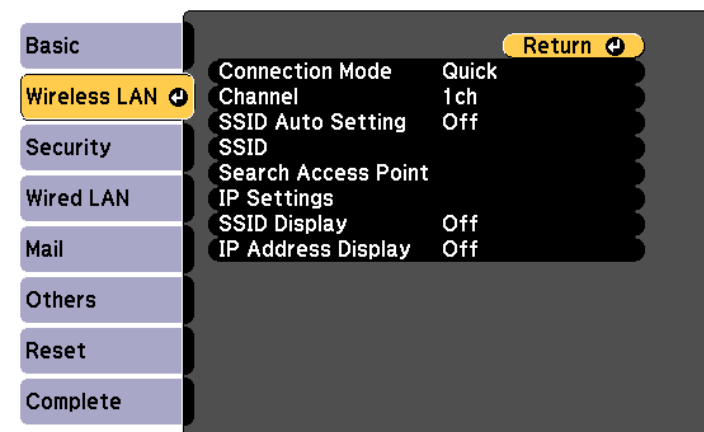 Basic
Wireless LAN
Security
Wired LAN
Mail
Others
Reset
Complete
Return
Connection Mode Quick
Channel 1ch
SSID Auto Setting Off
SSID
Search Access Point
IP Settings
SSID Display Off
IP Address Display Off